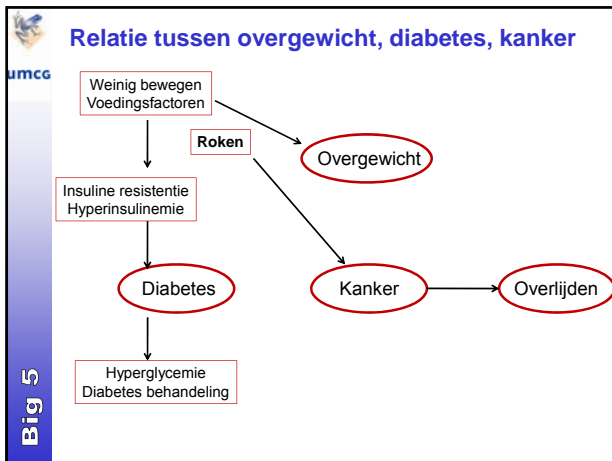 Relatie tussen overgewicht, diabetes, kanker
umcg
Weinig bewegen
Voedingsfactoren
Roken
Overgewicht
Insuline resistentie
Hyperinsulinemie
Diabetes
Kanker
Overlijden
Hyperglycemie
Diabetes behandeling
Big 5